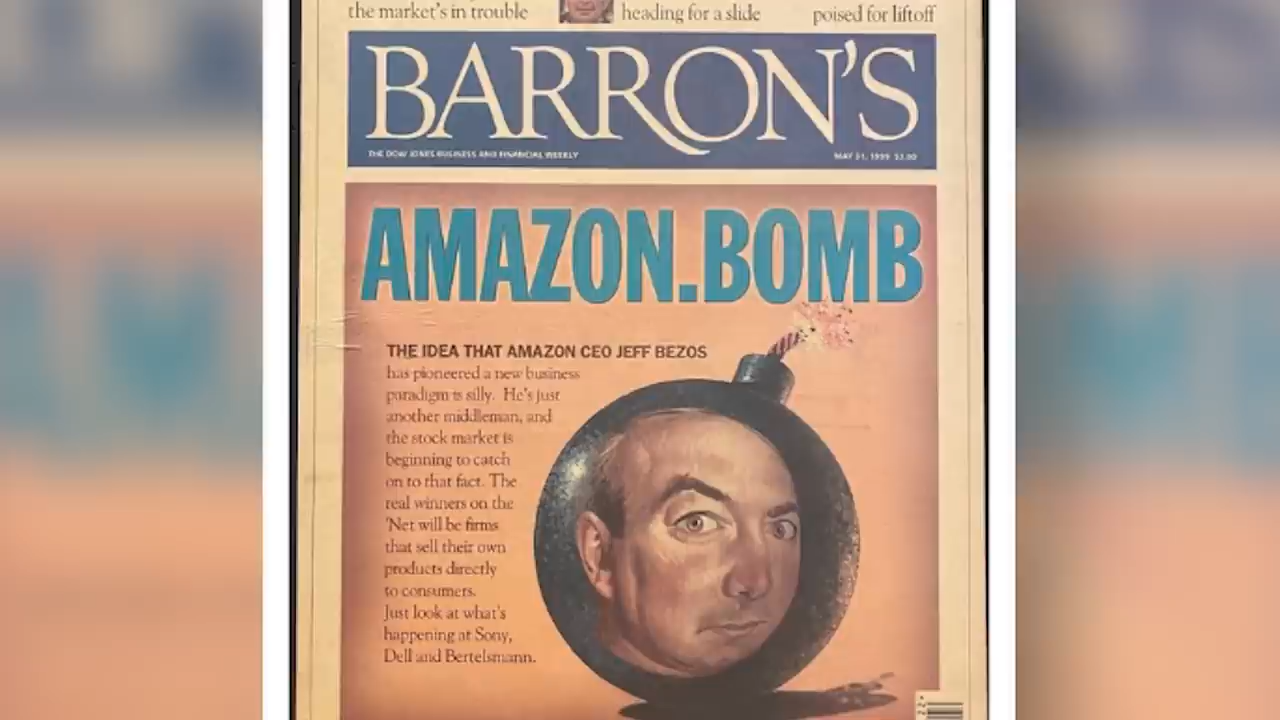 the market's in trouble
heading for a slide
poised for liftoff
BARRON'S
THE DOW JONES BUSINESS AND FINANCIAL WEEKLY
MAY 31, 1999 $3.00
AMAZON.BOMB
THE IDEA THAT AMAZON CEO JEFF BEZOS
has pioneered a new business
paradigm is silly. He's just
another middleman, and
the stock market is
beginning to catch
on to that fact. The
real winners on the
'Net will be firms
that sell their own
products directly
to consumers.
Just look at what's
happening at Sony,
Dell and Bertelsmann.